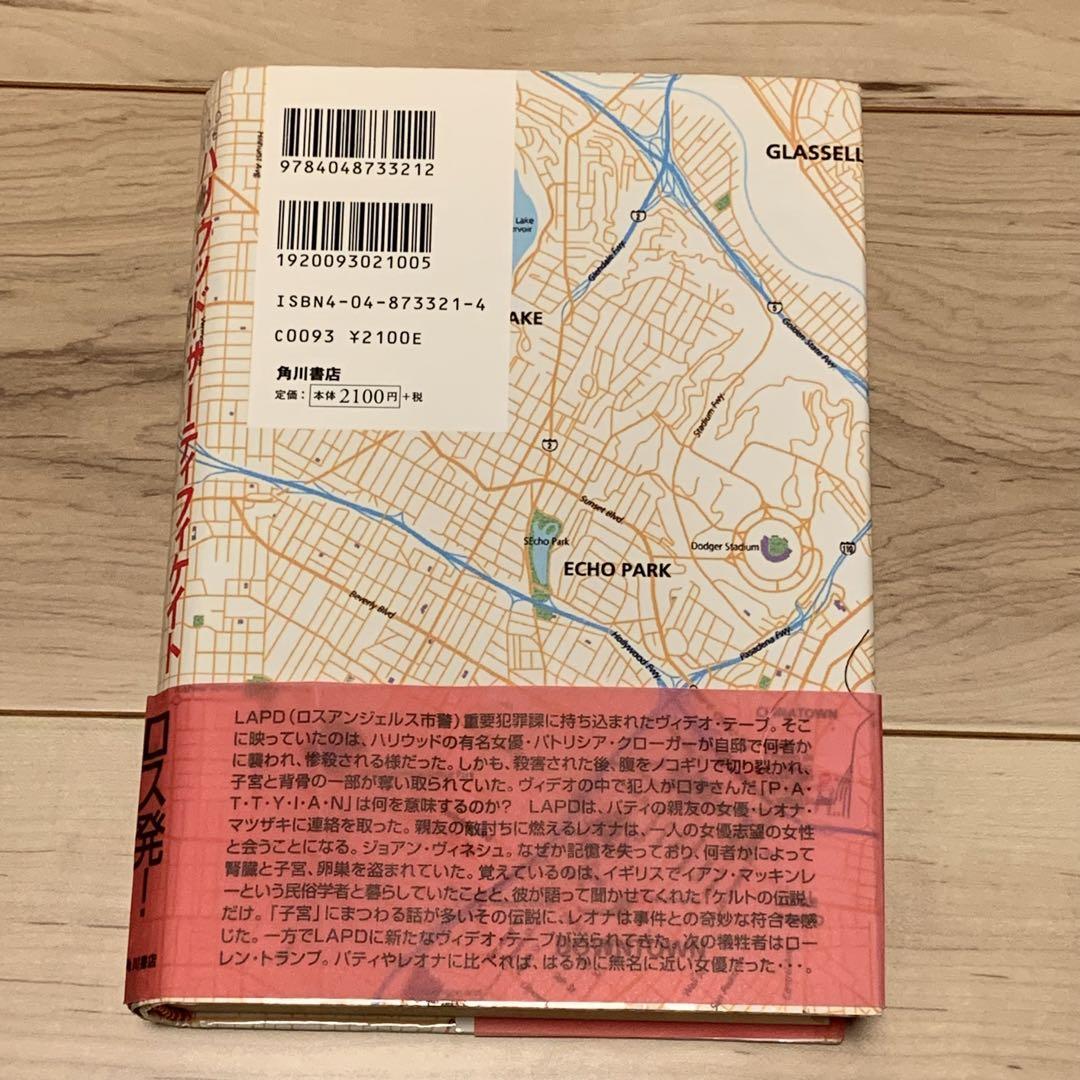 9784048733212
1920093021005
ISBN4-04-873321-4
C0093 ¥2100E
角川書店
定価： 本体2100円 +税
ハリウッド・サーティフィケイト
Hillhurst Ave
GLASSELL
Lake
ervoir
2
Glendale Fwy.
AKE
5
Golden State Fwy
Stadium Fwy.
2
Sunset Blvd
SEcho Park
Dodger Stadium
110
ECHO PARK
Beverly Blvd
Hollywood Fwy.
Pasadena Fwy.
CHINATOWN
LAPD（ロスアンジェルス市警）重要犯罪課に持ち込まれたヴィデオ・テープ。そこ
に映っていたのは、ハリウッドの有名女優・パトリシア・クローガーが自邸で何者か
に襲われ、惨殺される様だった。しかも、殺害された後、腹をノコギリで切り裂かれ、
子宮と背骨の一部が奪い取られていた。ヴィデオの中で犯人が口ずさんだ「P・A・
T・T・Y・I・A・N」は何を意味するのか？　LAPDは、パティの親友の女優・レオナ・
マツザキに連絡を取った。親友の敵討ちに燃えるレオナは、一人の女優志望の女性
と会うことになる。ジョアン・ヴィネシュ。なぜか記憶を失っており、何者かによって
腎臓と子宮、卵巣を盗まれていた。覚えているのは、イギリスでイアン・マッキンレ
ーという民俗学者と暮らしていたことと、彼が語って聞かせてくれた「ケルトの伝説」
だけ。「子宮」にまつわる話が多いその伝説に、レオナは事件との奇妙な符合を感
じた。一方でLAPDに新たなヴィデオ・テープが送られてきた。次の犠牲者はロー
レン・トランプ。パティやレオナに比べれば、はるかに無名に近い女優だった・・・。
DOWNTOWN
ロス発！
角川書店